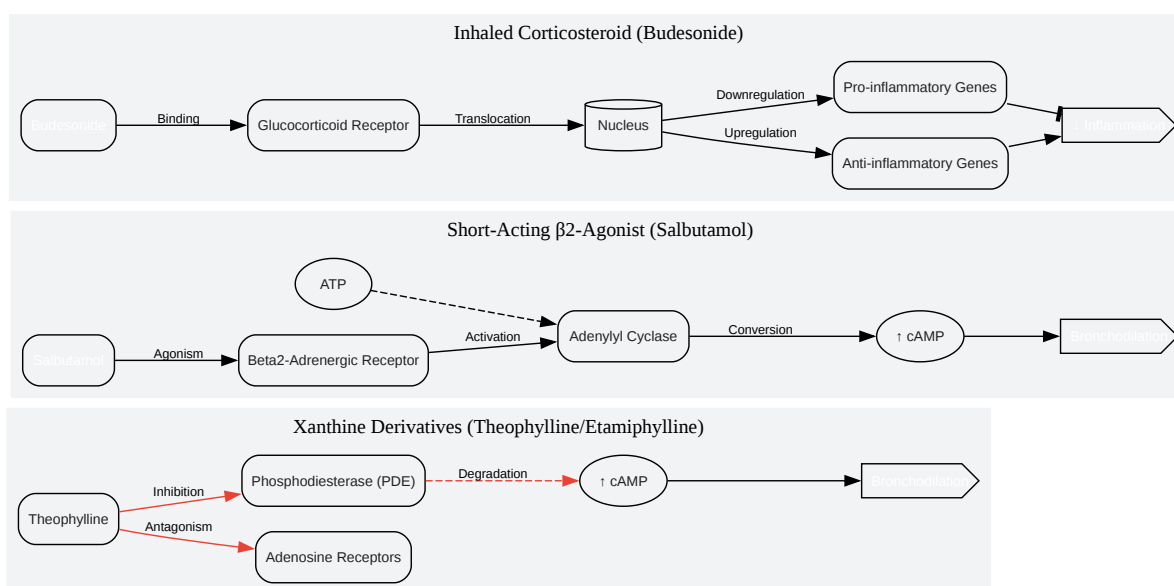 Inhaled Corticosteroid (Budesonide)
Budesonide
Binding
Glucocorticoid Receptor
Translocation
Nucleus
Downregulation
Upregulation
Pro-inflammatory Genes
Anti-inflammatory Genes
↓ Inflammation
Short-Acting β2-Agonist (Salbutamol)
ATP
Salbutamol
Agonism
Beta2-Adrenergic Receptor
Activation
Adenylyl Cyclase
Conversion
↑ cAMP
Bronchodilation
Xanthine Derivatives (Theophylline/Etamiphylline)
Theophylline
Inhibition
Antagonism
Phosphodiesterase (PDE)
Adenosine Receptors
Degradation
↑ cAMP
Bronchodilation